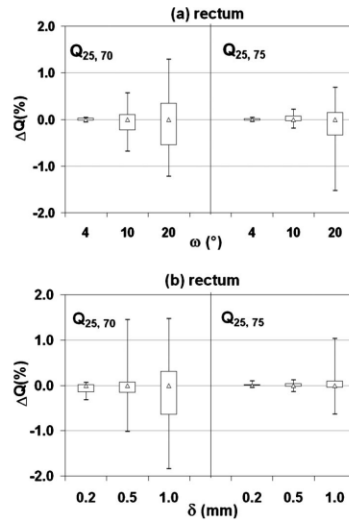 (a) rectum
Q25, 70 Q25, 75
2.0
1.0
0.0
-1.0
-2.0
ΔQ(%)
4 10 20 4 10 20
ω (°)
(b) rectum
Q25, 70 Q25, 75
2.0
1.0
0.0
-1.0
-2.0
ΔQ(%)
0.2 0.5 1.0 0.2 0.5 1.0
δ (mm)